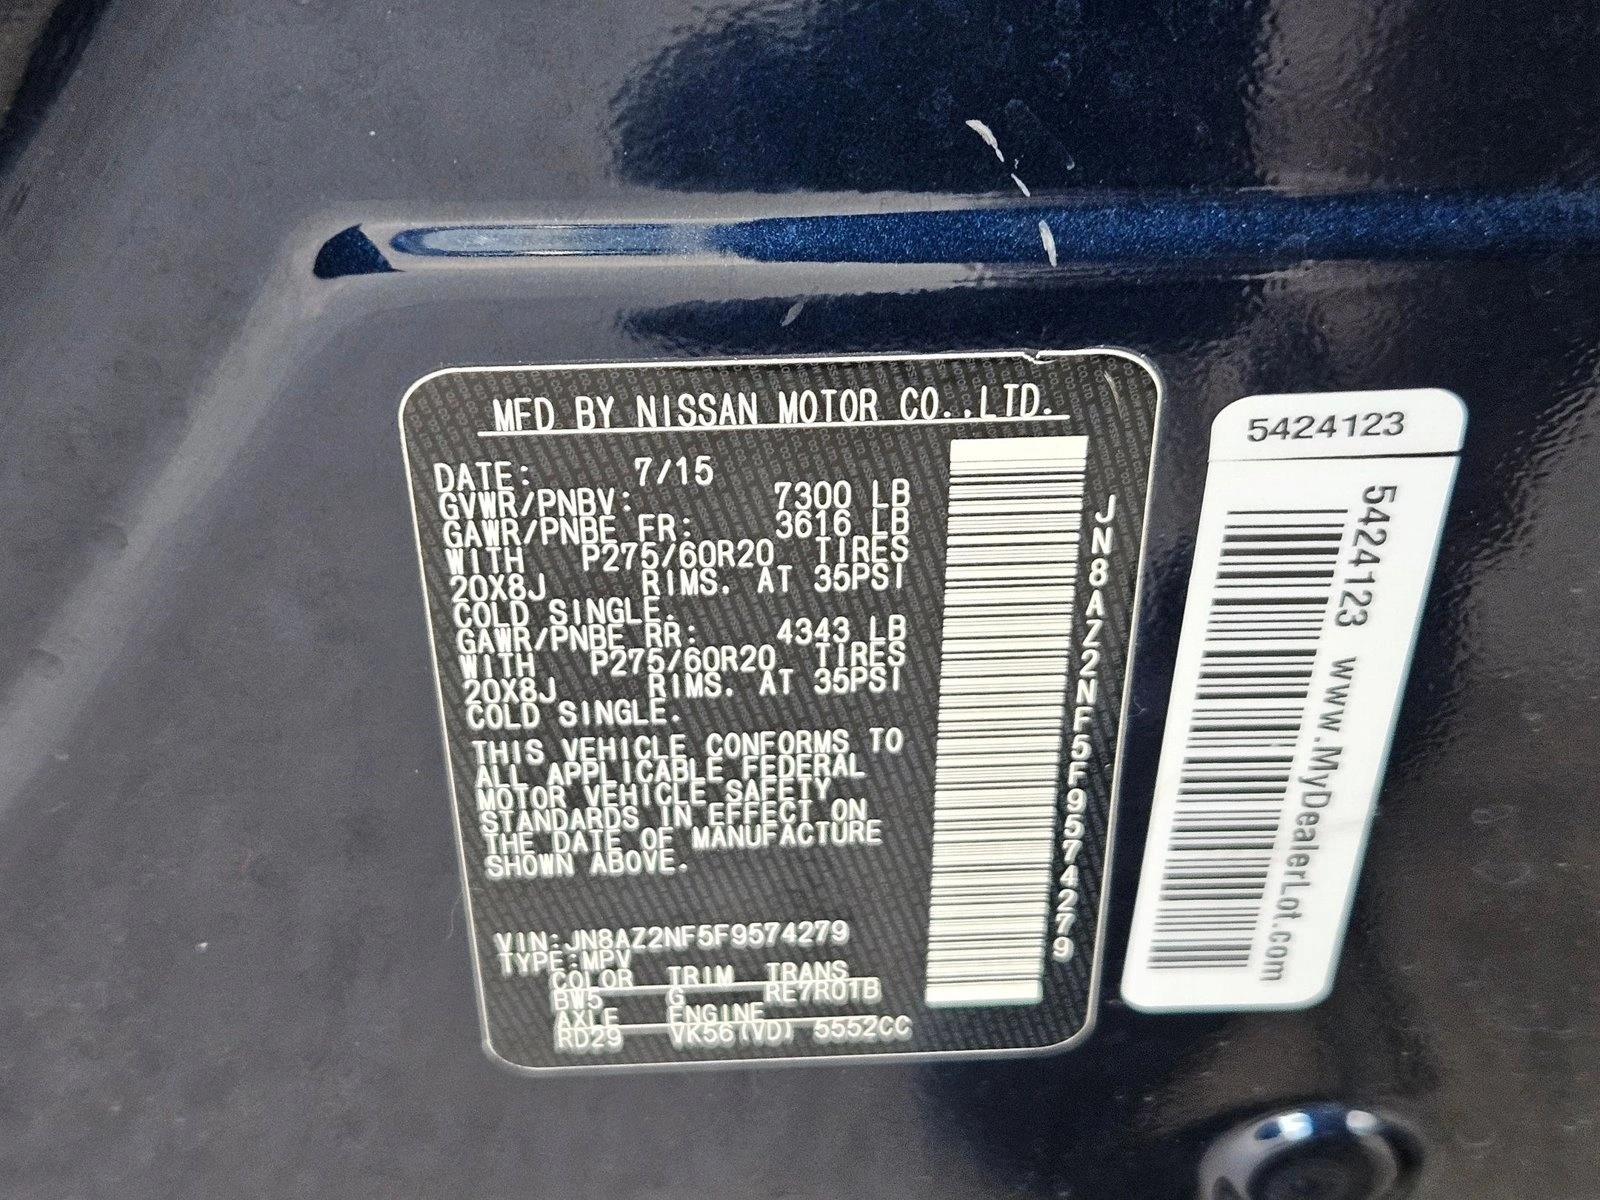 MFD BY NISSAN MOTOR CO.,LTD.
DATE: 7/15
GVWR/PNBV: 7300 LB
GAWR/PNBE FR: 3616 LB
WITH P275/60R20 TIRES
20X8J RIMS. AT 35PSI
COLD SINGLE.
GAWR/PNBE RR: 4343 LB
WITH P275/60R20 TIRES
20X8J RIMS. AT 35PSI
COLD SINGLE.
THIS VEHICLE CONFORMS TO
ALL APPLICABLE FEDERAL
MOTOR VEHICLE SAFETY
STANDARDS IN EFFECT ON
THE DATE OF MANUFACTURE
SHOWN ABOVE.
VIN:JN8AZ2NF5F9574279
TYPE:MPV
COLOR TRIM TRANS
BW5 G RE7R01B
AXLE ENGINE
RD29 VK56(VD) 5552CC
JN8AZ2NF5F9574279
5424123
5424123 www.MyDealerLot.com